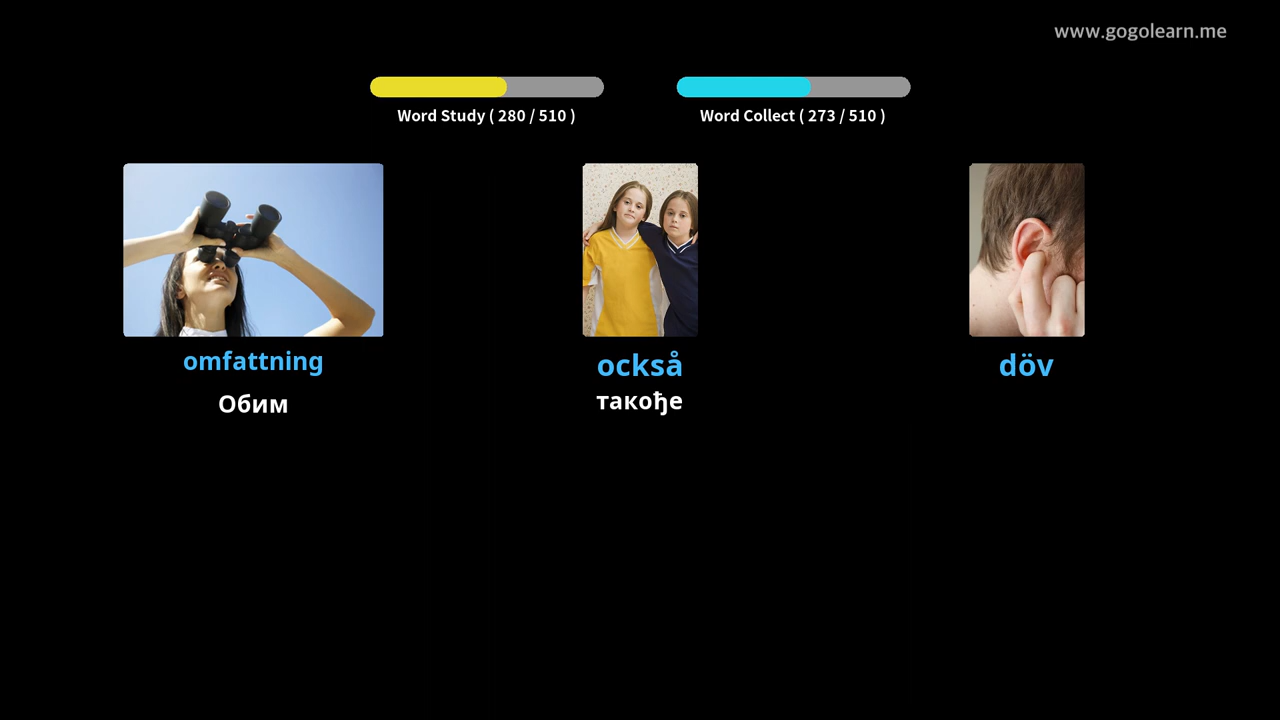 www.gogolearn.me
Word Study ( 280 / 510 )
Word Collect ( 273 / 510 )
omfattning
också
döv
Обим
такође